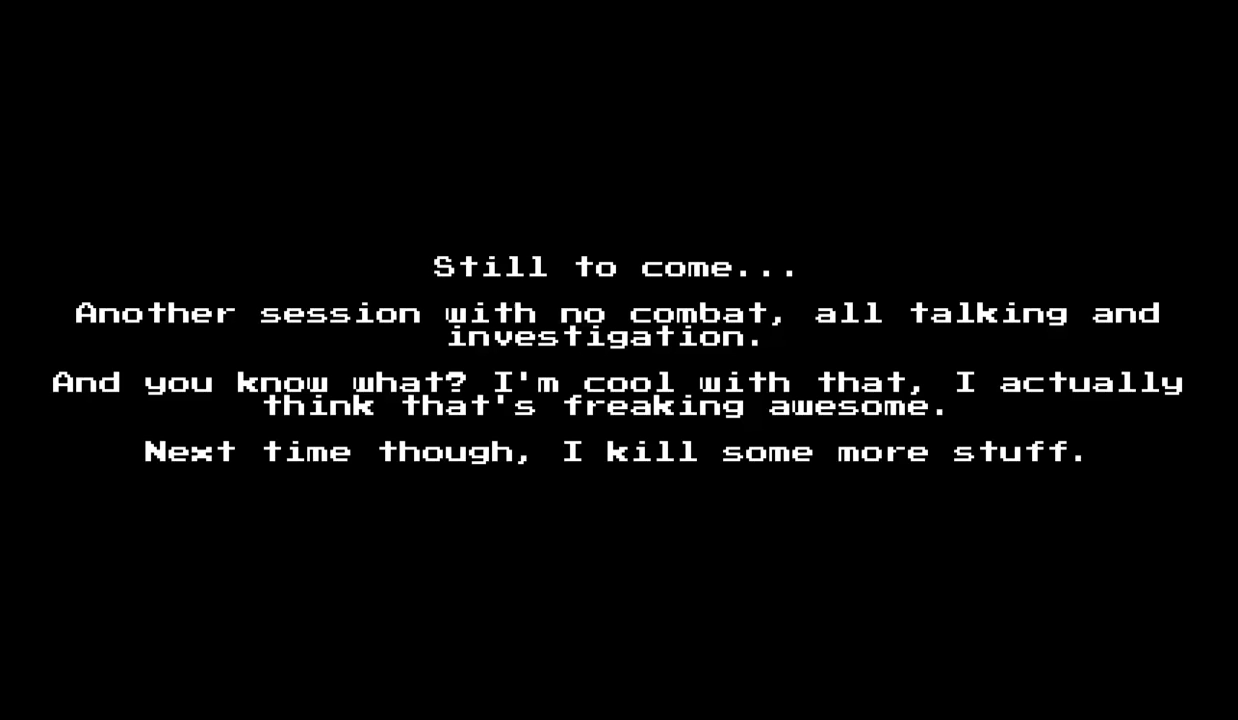 Still to come...
Another session with no combat, all talking and
investigation.
And you know what? I'm cool with that, I actually
think that's freaking awesome.
Next time though, I kill some more stuff.